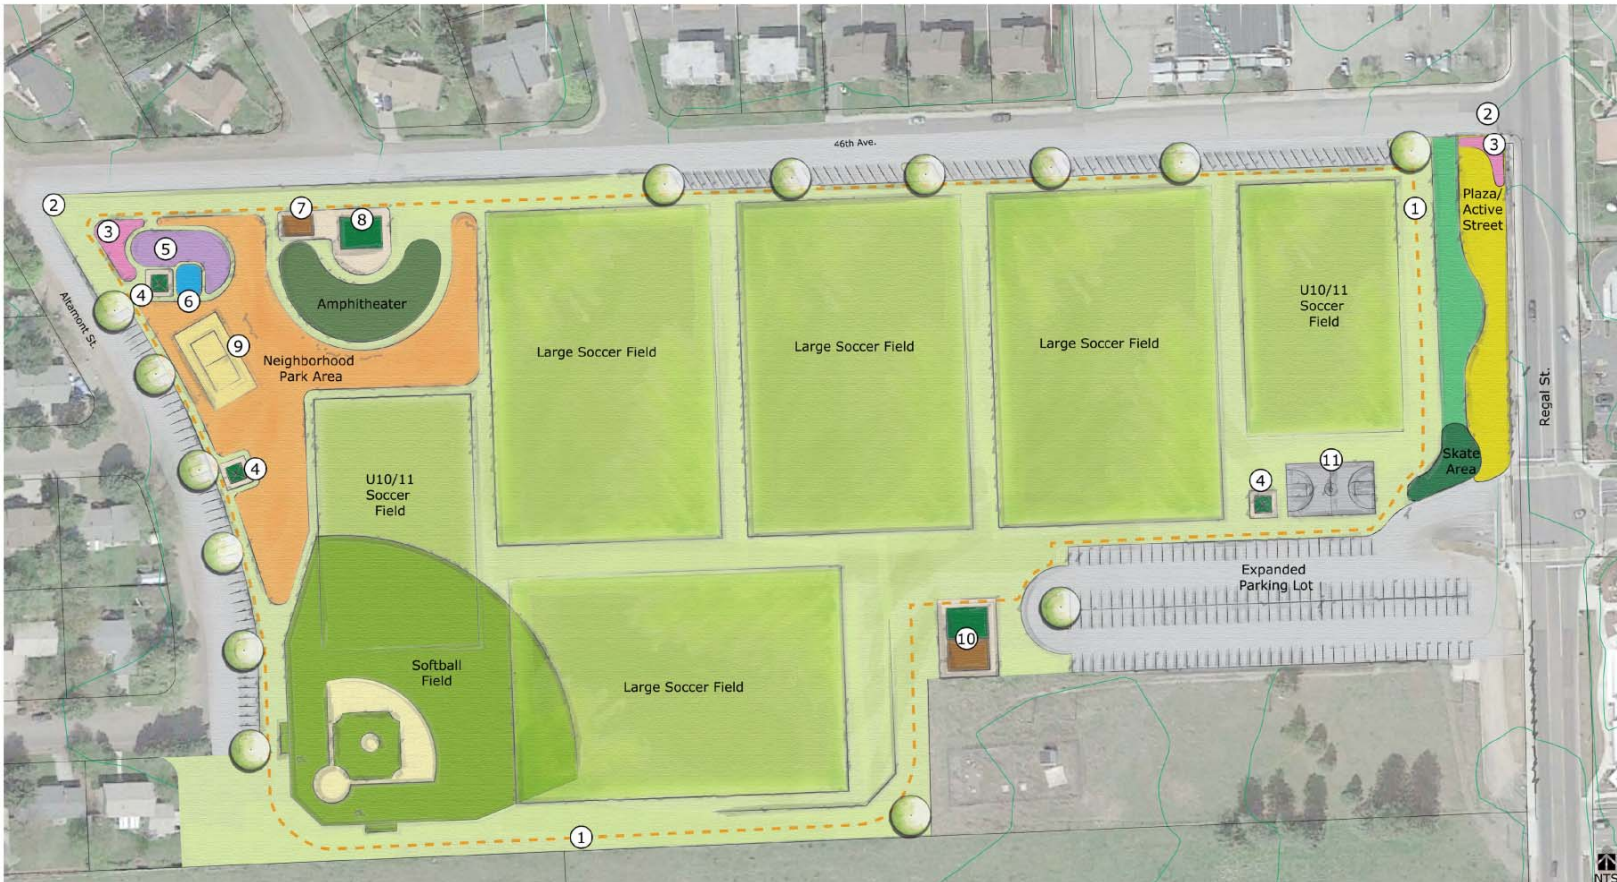 2
46th Ave.
3
2
Plaza/
Active
Street
1
7
8
3
5
4
6
Amphitheater
U10/11
Soccer
Field
Altamont St.
9
Neighborhood
Park Area
Large Soccer Field
Large Soccer Field
Large Soccer Field
Regal St.
4
U10/11
Soccer
Field
4
11
Skate
Area
Expanded
Parking Lot
10
Softball
Field
Large Soccer Field
1
NTS